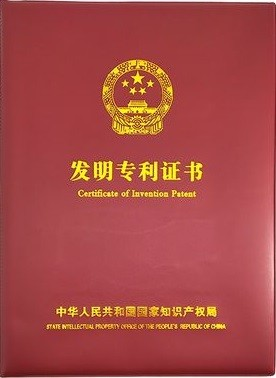 发明专利证书
Certificate of Invention Patent
中华人民共和国国家知识产权局
STATE INTELLECTUAL PROPERTY OFFICE OF THE PEOPLE'S REPUBLIC OF CHINA